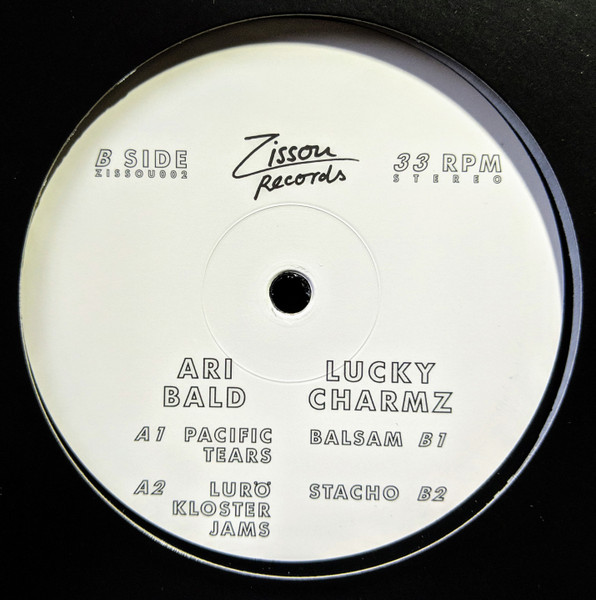 B SIDE
ZISSOU002
Zissou
Records
33 RPM
STEREO
ARI
BALD
A1 PACIFIC
TEARS
A2 LURÖ
KLOSTER
JAMS
LUCKY
CHARMZ
BALSAM B1
STACHO B2